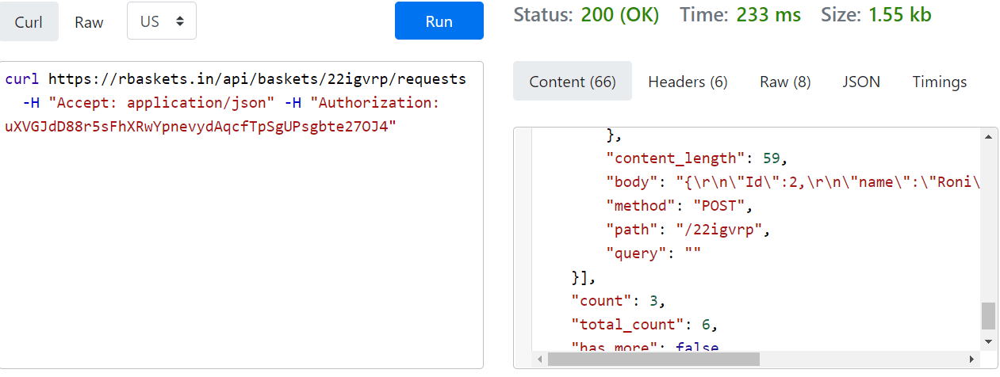 Curl Raw US Run Status: 200 (OK) Time: 233 ms Size: 1.55 kb
curl https://rbaskets.in/api/baskets/22igvrp/requests
-H "Accept: application/json" -H "Authorization:
uXVGJdD88r5sFhXRwYpnevydAqcfTpSgUPsgbte27OJ4"
Content (66) Headers (6) Raw (8) JSON Timings
},
"content_length": 59,
"body": "{\r\n\"Id\":2,\r\n\"name\":\"Roni\
"method": "POST",
"path": "/22igvrp",
"query": ""
}],
"count": 3,
"total_count": 6,
"has_more": false